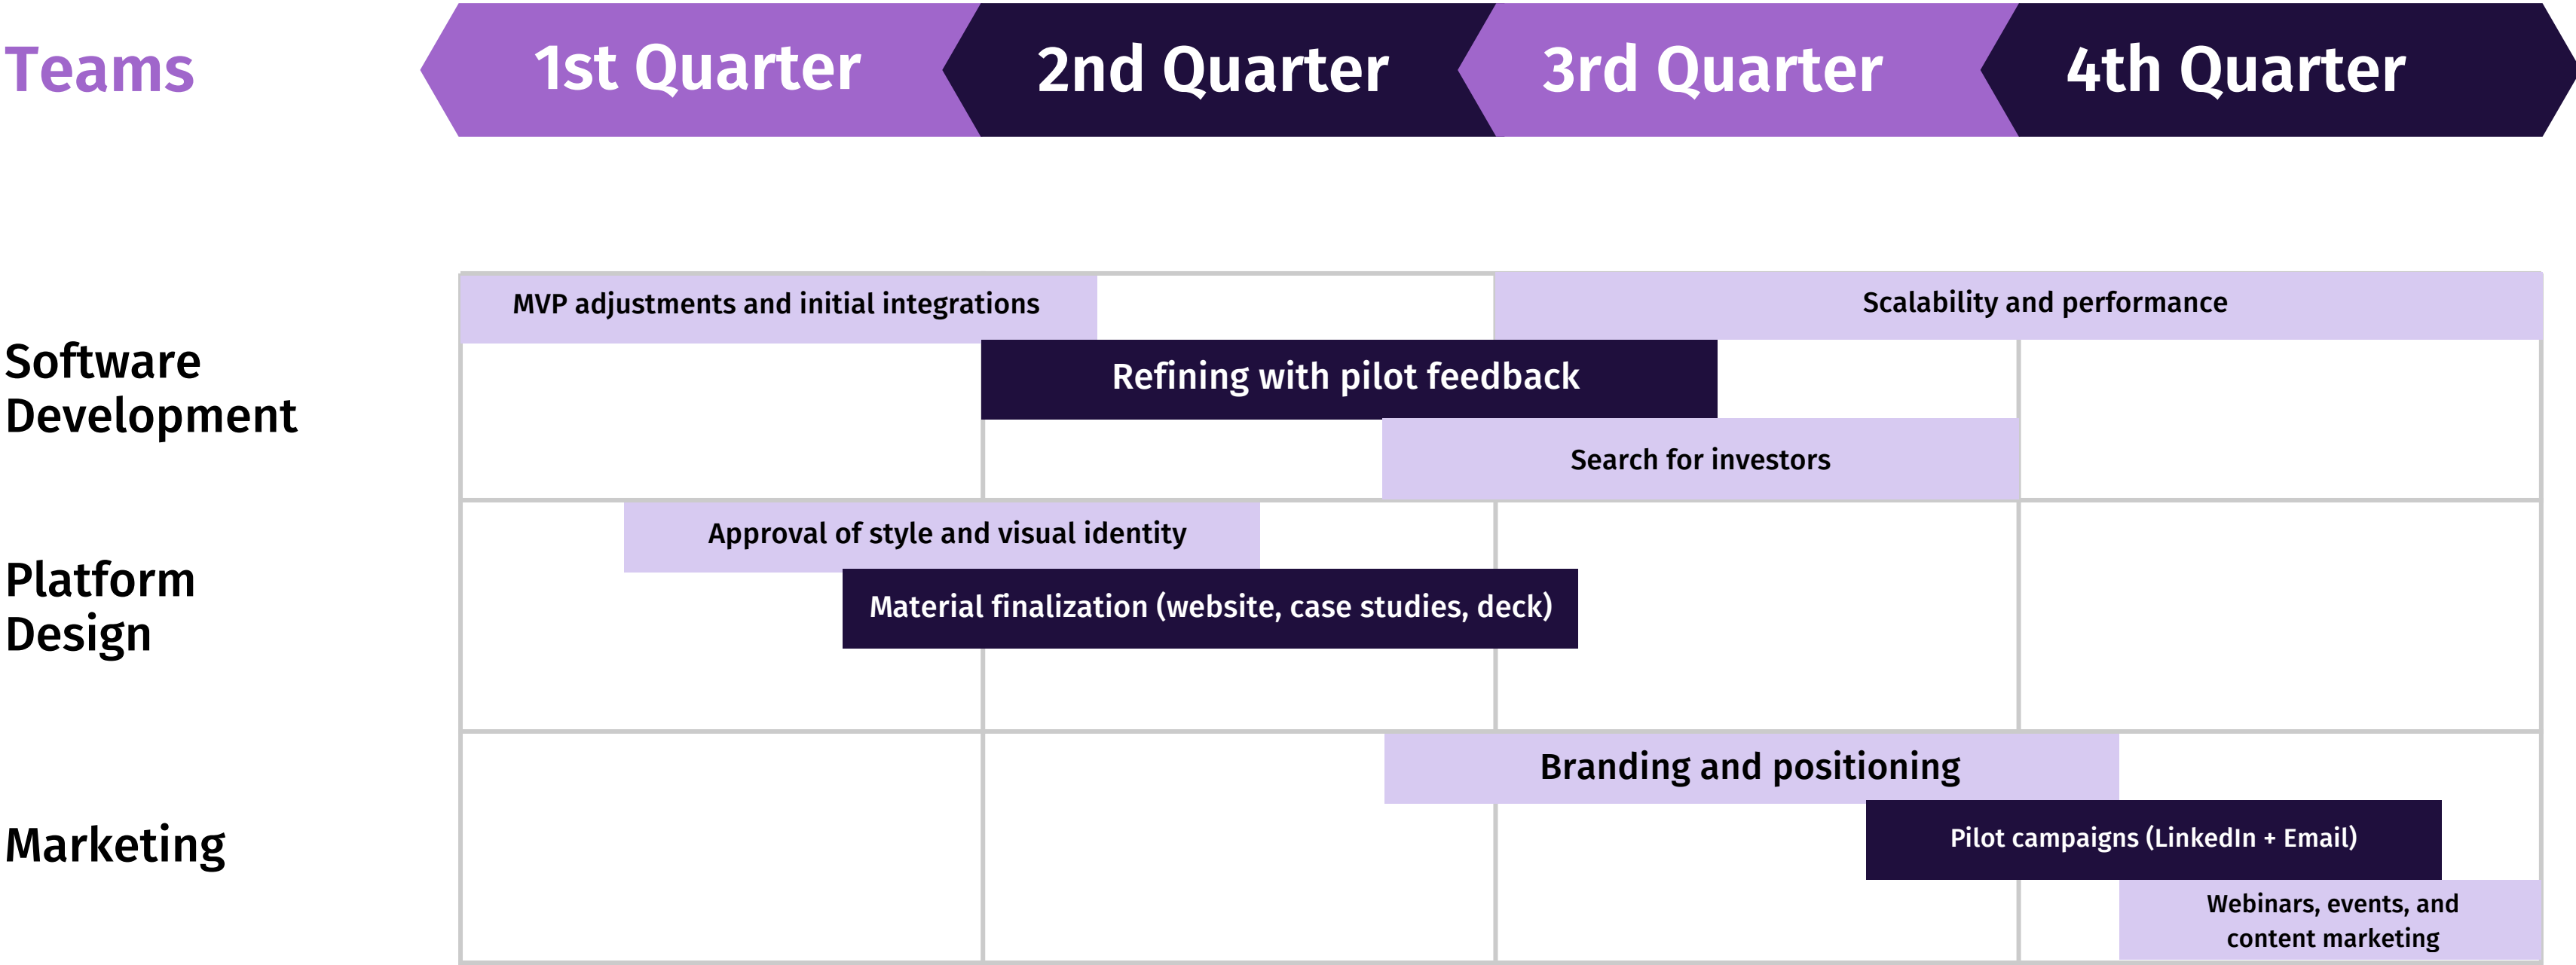 Teams
1st Quarter
2nd Quarter
3rd Quarter
4th Quarter
Software
Development
MVP adjustments and initial integrations
Scalability and performance
Refining with pilot feedback
Search for investors
Platform
Design
Approval of style and visual identity
Material finalization (website, case studies, deck)
Marketing
Branding and positioning
Pilot campaigns (LinkedIn + Email)
Webinars, events, and
content marketing